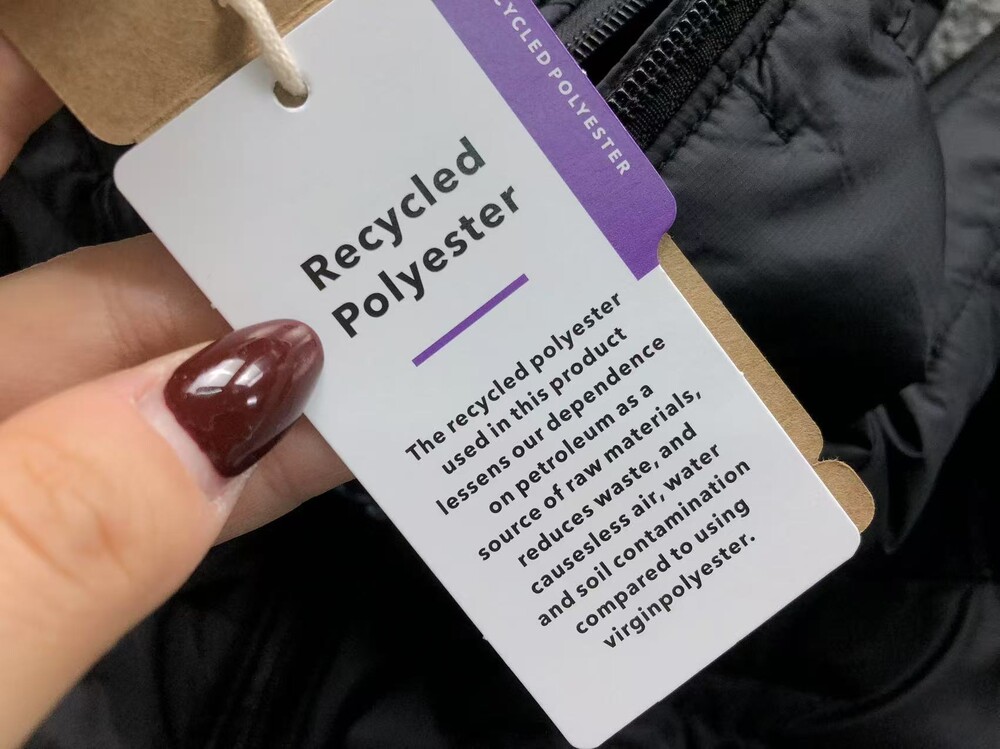 Recycled
Polyester
The recycled polyester
used in this product
lessens our dependence
on petroleum as a
source of raw materials,
reduces waste, and
causesless air, water
and soil contamination
compared to using
virginpolyester.
POLYESTER